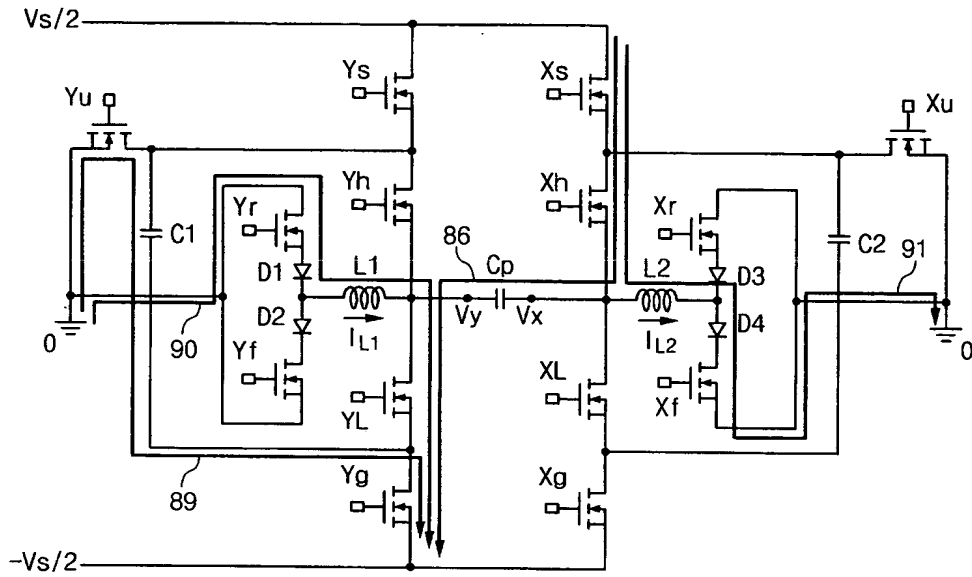 Vs/2
Ys
Xs
Yu
Xu
Yh
Xh
Yr
Xr
C1
C2
86
D1
L1
Cp
L2
D3
91
D2
Vy
Vx
D4
0
90
IL1
IL2
0
Yf
Xf
YL
XL
89
Yg
Xg
-Vs/2